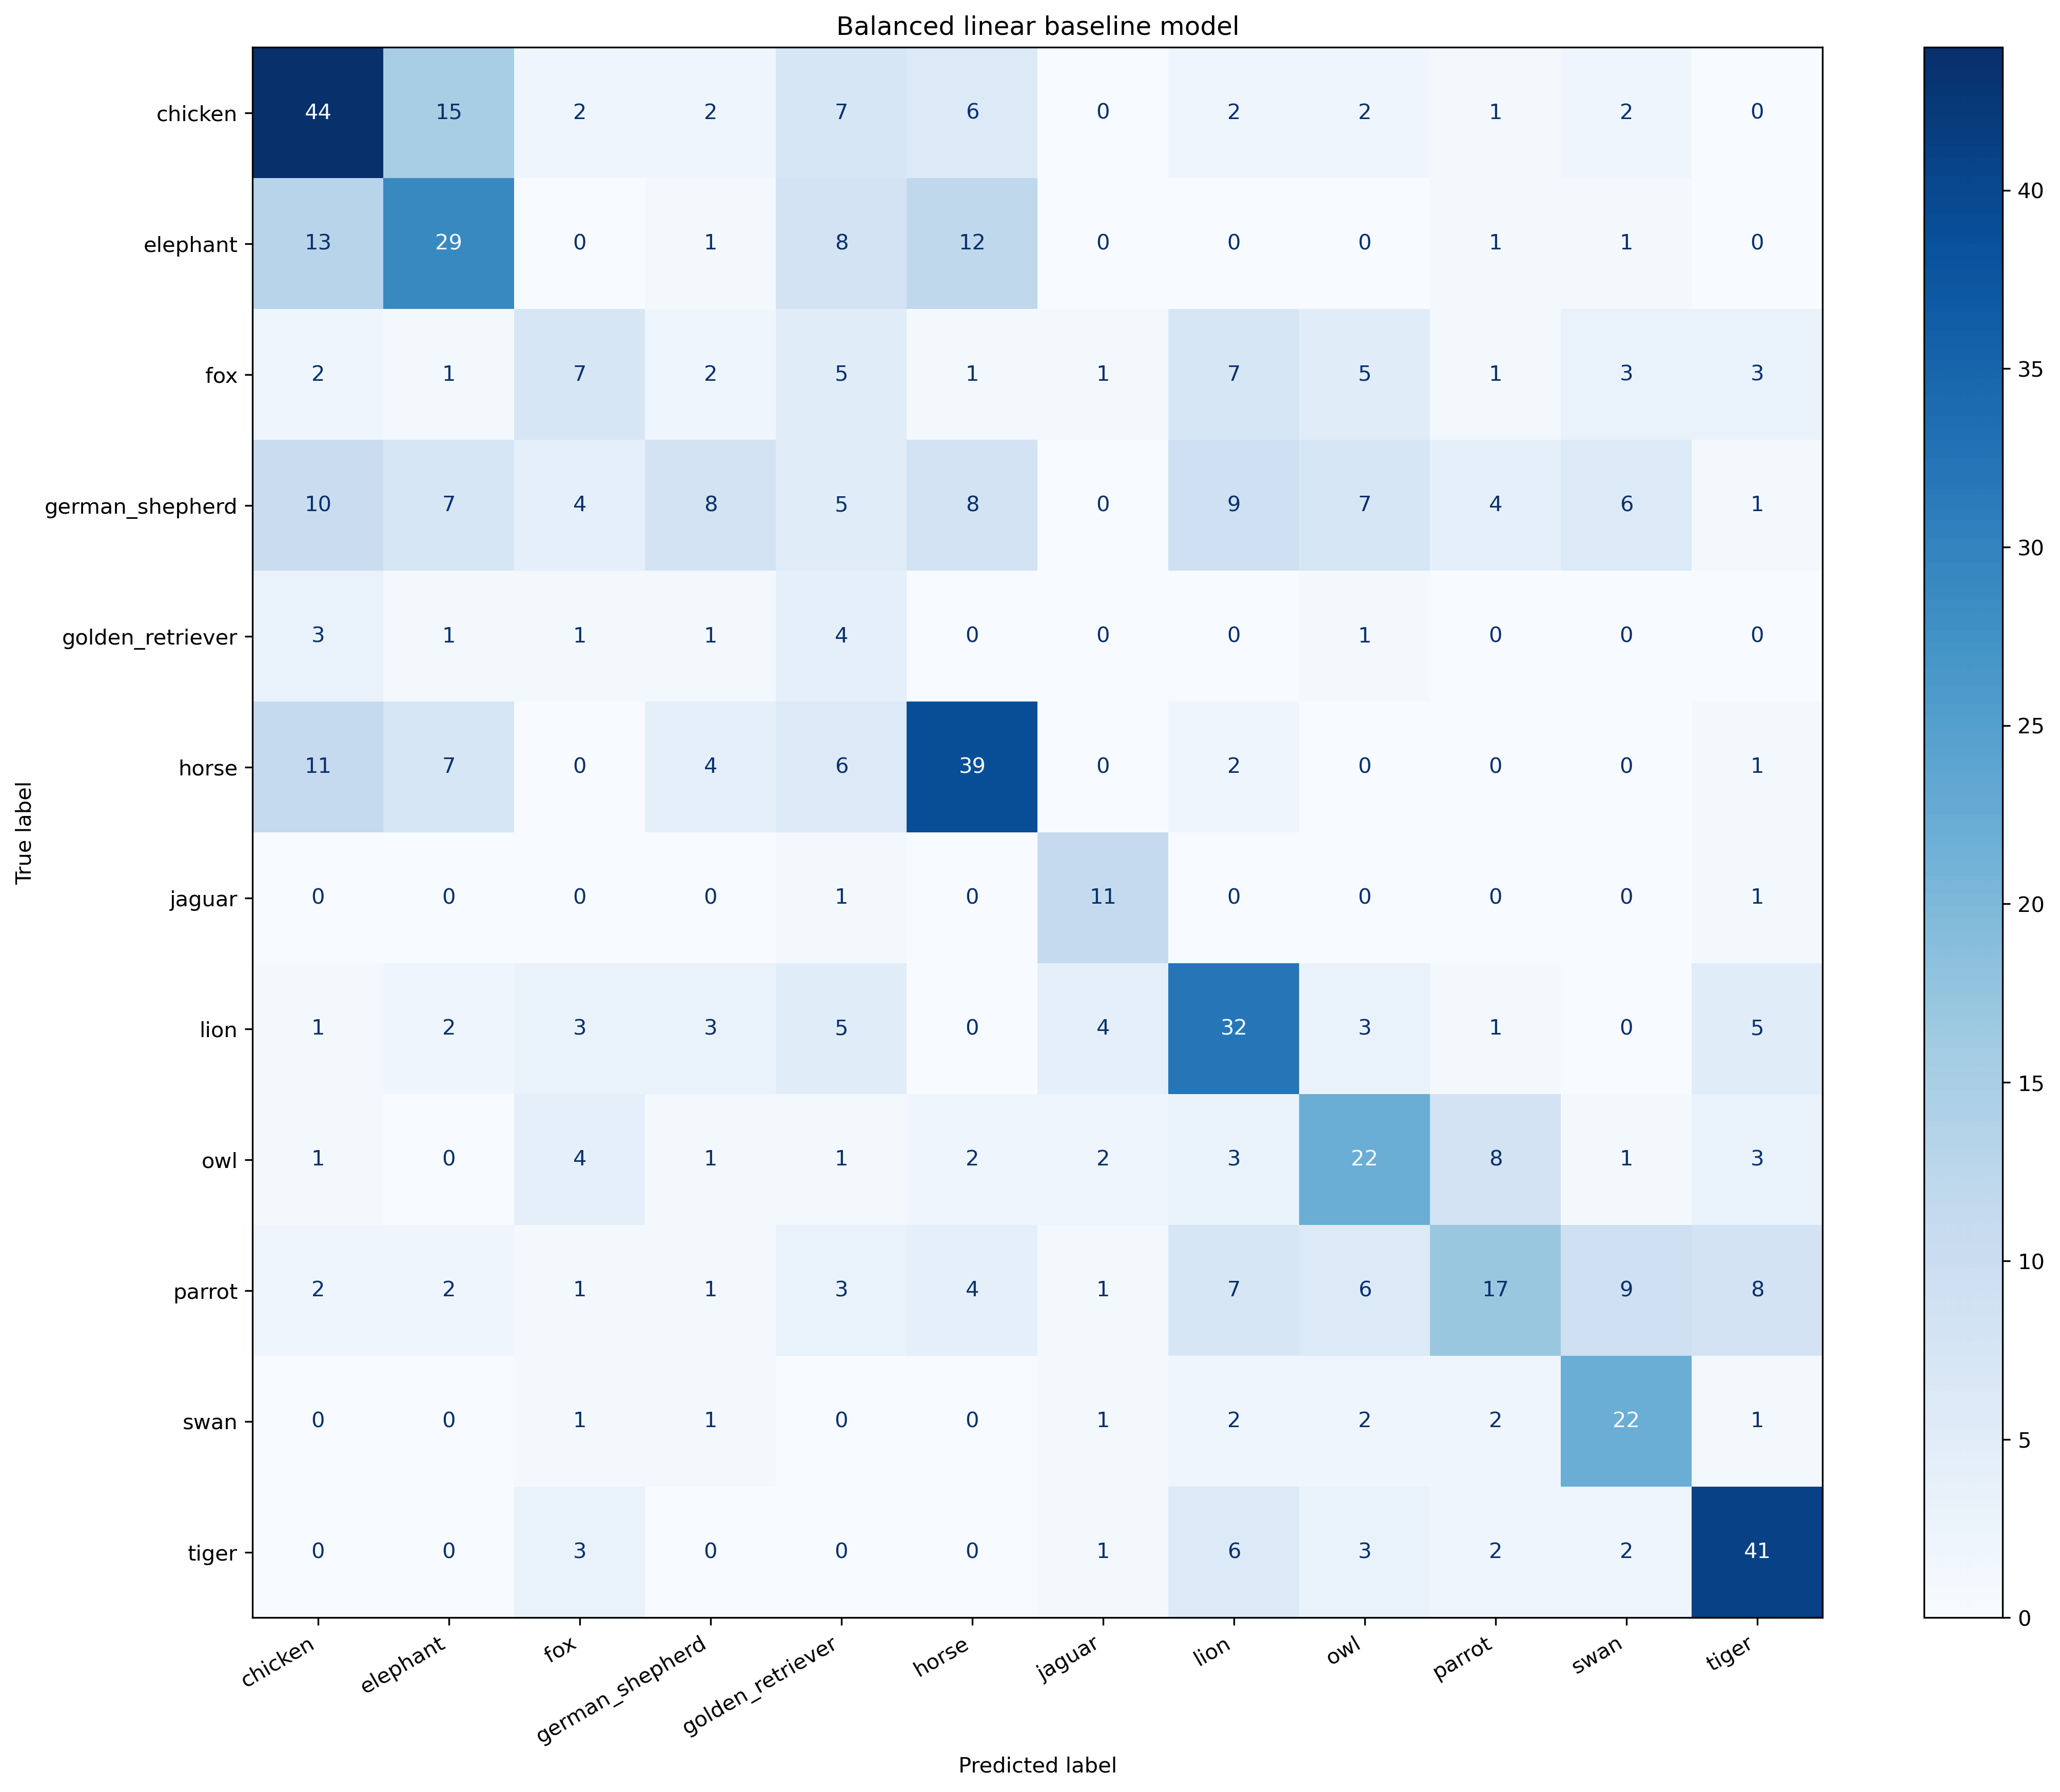 Balanced linear baseline model
True label
chicken 44 15 2 2 7 6 0 2 2 1 2 0
elephant 13 29 0 1 8 12 0 0 0 1 1 0
fox 2 1 7 2 5 1 1 7 5 1 3 3
german_shepherd 10 7 4 8 5 8 0 9 7 4 6 1
golden_retriever 3 1 1 1 4 0 0 0 1 0 0 0
horse 11 7 0 4 6 39 0 2 0 0 0 1
jaguar 0 0 0 0 1 0 11 0 0 0 0 1
lion 1 2 3 3 5 0 4 32 3 1 0 5
owl 1 0 4 1 1 2 2 3 22 8 1 3
parrot 2 2 1 1 3 4 1 7 6 17 9 8
swan 0 0 1 1 0 0 1 2 2 2 22 1
tiger 0 0 3 0 0 0 1 6 3 2 2 41
chicken elephant fox german_shepherd golden_retriever horse jaguar lion owl parrot swan tiger
Predicted label
40
35
30
25
20
15
10
5
0